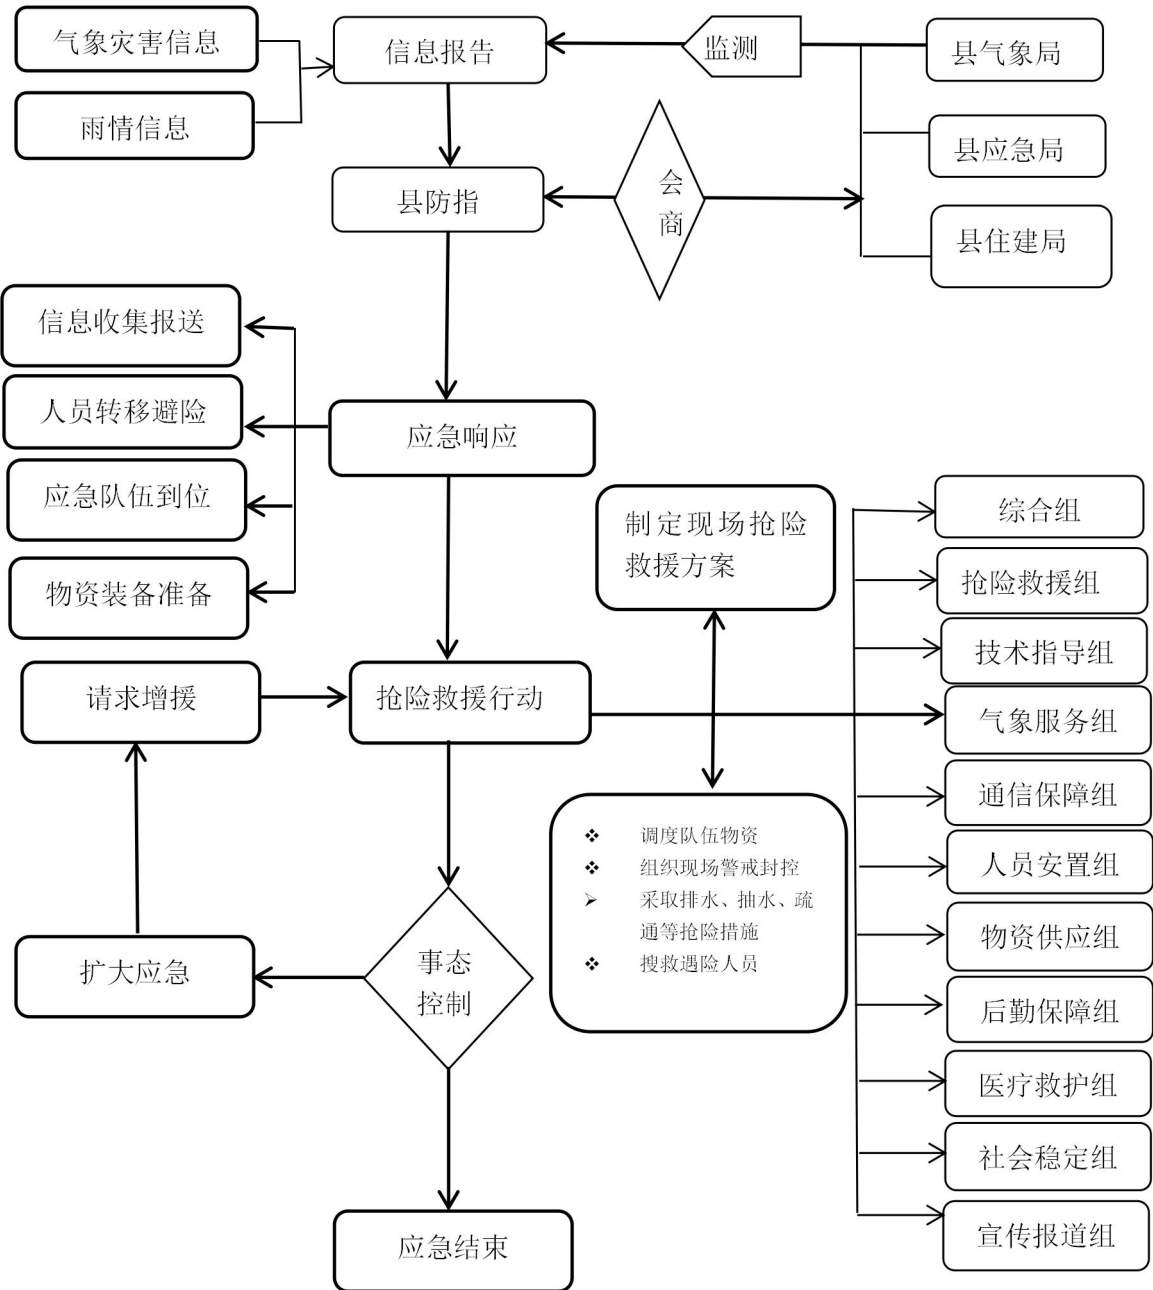 气象灾害信息
信息报告
监测
县气象局
雨情信息
县应急局
县防指
会
商
县住建局
信息收集报送
人员转移避险
应急响应
应急队伍到位
物资装备准备
制定现场抢险
救援方案
综合组
抢险救援组
技术指导组
请求增援
抢险救援行动
气象服务组
通信保障组
❖ 调度队伍物资
❖ 组织现场警戒封控
➢ 采取排水、抽水、疏
通等抢险措施
❖ 搜救遇险人员
人员安置组
物资供应组
扩大应急
事态
控制
后勤保障组
医疗救护组
社会稳定组
宣传报道组
应急结束